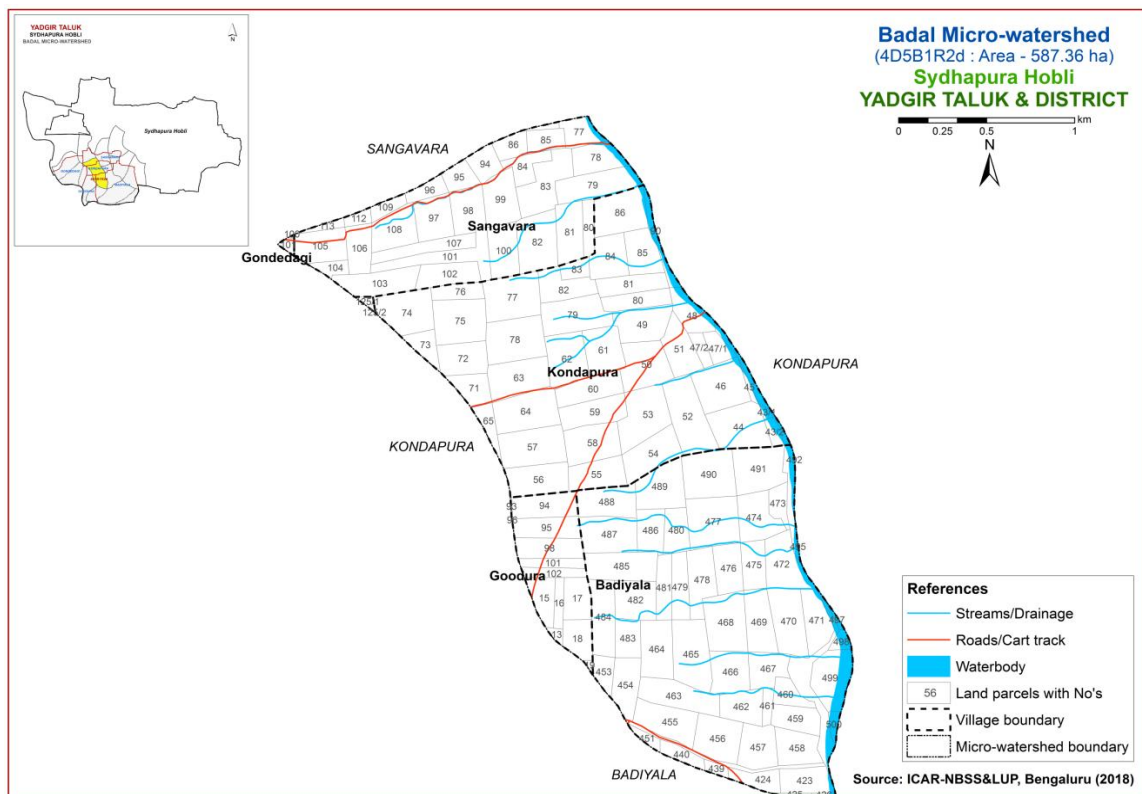 YADGIR TALUK
SYDHAPURA HOBLI
BADAL MICRO-WATERSHED
N
Sydhapura Hobli
Badal Micro-watershed
(4D5B1R2d : Area - 587.36 ha)
Sydhapura Hobli
YADGIR TALUK & DISTRICT
km
0 0.25 0.5 1
N
SANGAVARA
77
86 85
84 78
94
95 83 79
96 99
109 98
112 97
113 108
105 106
107
101
104
102
103
100 82 81 80
Sangavara
Gondedagi
86
85
84
83
82 81
80
79
76 77
74 75
78
73 72
71
63 62 61
49 48
47/2 47/1
51 50
46
60
Kondapura
KONDAPURA
65 64
59 53 52
44
57 58
54
56 55
KONDAPURA
93 94
95
98
101
102
15 16 17
13 18
Goodura
488 489 490 491
473
487 486 480 477 474
485
476 475 472
481 479 478
482
Badiyala
484
483 464 465 468 469 470 471
466 467
453
454 463
460 499
462 461
459
500
455
456 457 458
451
440
439
424 423
BADIYALA
References
Streams/Drainage
Roads/Cart track
Waterbody
56 Land parcels with No's
Village boundary
Micro-watershed boundary
Source: ICAR-NBSS&LUP, Bengaluru (2018)